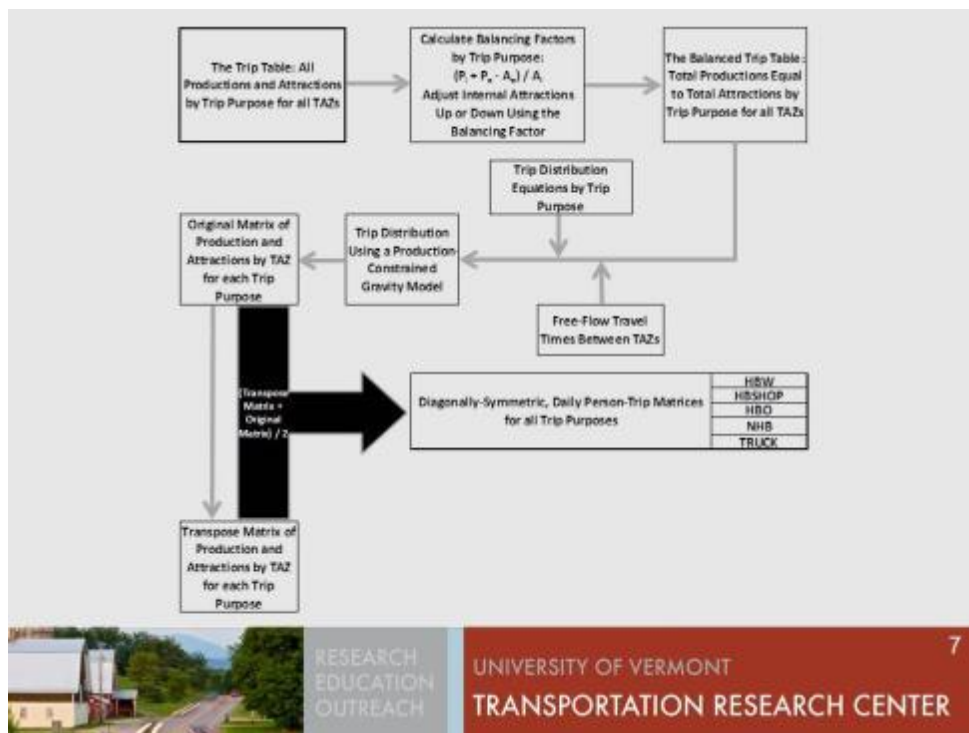 The Trip Table: All
Productions and Attractions
by Trip Purpose for all TAZs
Calculate Balancing Factors
by Trip Purpose:
(Pᵢ + Pₑ - Aₑ) / Aᵢ
Adjust Internal Attractions
Up or Down Using the
Balancing Factor
The Balanced Trip Table:
Total Productions Equal
to Total Attractions by
Trip Purpose for all TAZs
Trip Distribution
Equations by Trip
Purpose
Original Matrix of
Production and
Attractions by TAZ
for each Trip
Purpose
Trip Distribution
Using a Production-
Constrained
Gravity Model
Free-Flow Travel
Times Between TAZs
(Transpose
Matrix +
Original
Matrix) / 2
Diagonally-Symmetric, Daily Person-Trip Matrices
for all Trip Purposes
HBW
HBSHOP
HBO
NHB
TRUCK
Transpose Matrix of
Production and
Attractions by TAZ
for each Trip
Purpose
RESEARCH
EDUCATION
OUTREACH
UNIVERSITY OF VERMONT
TRANSPORTATION RESEARCH CENTER
7